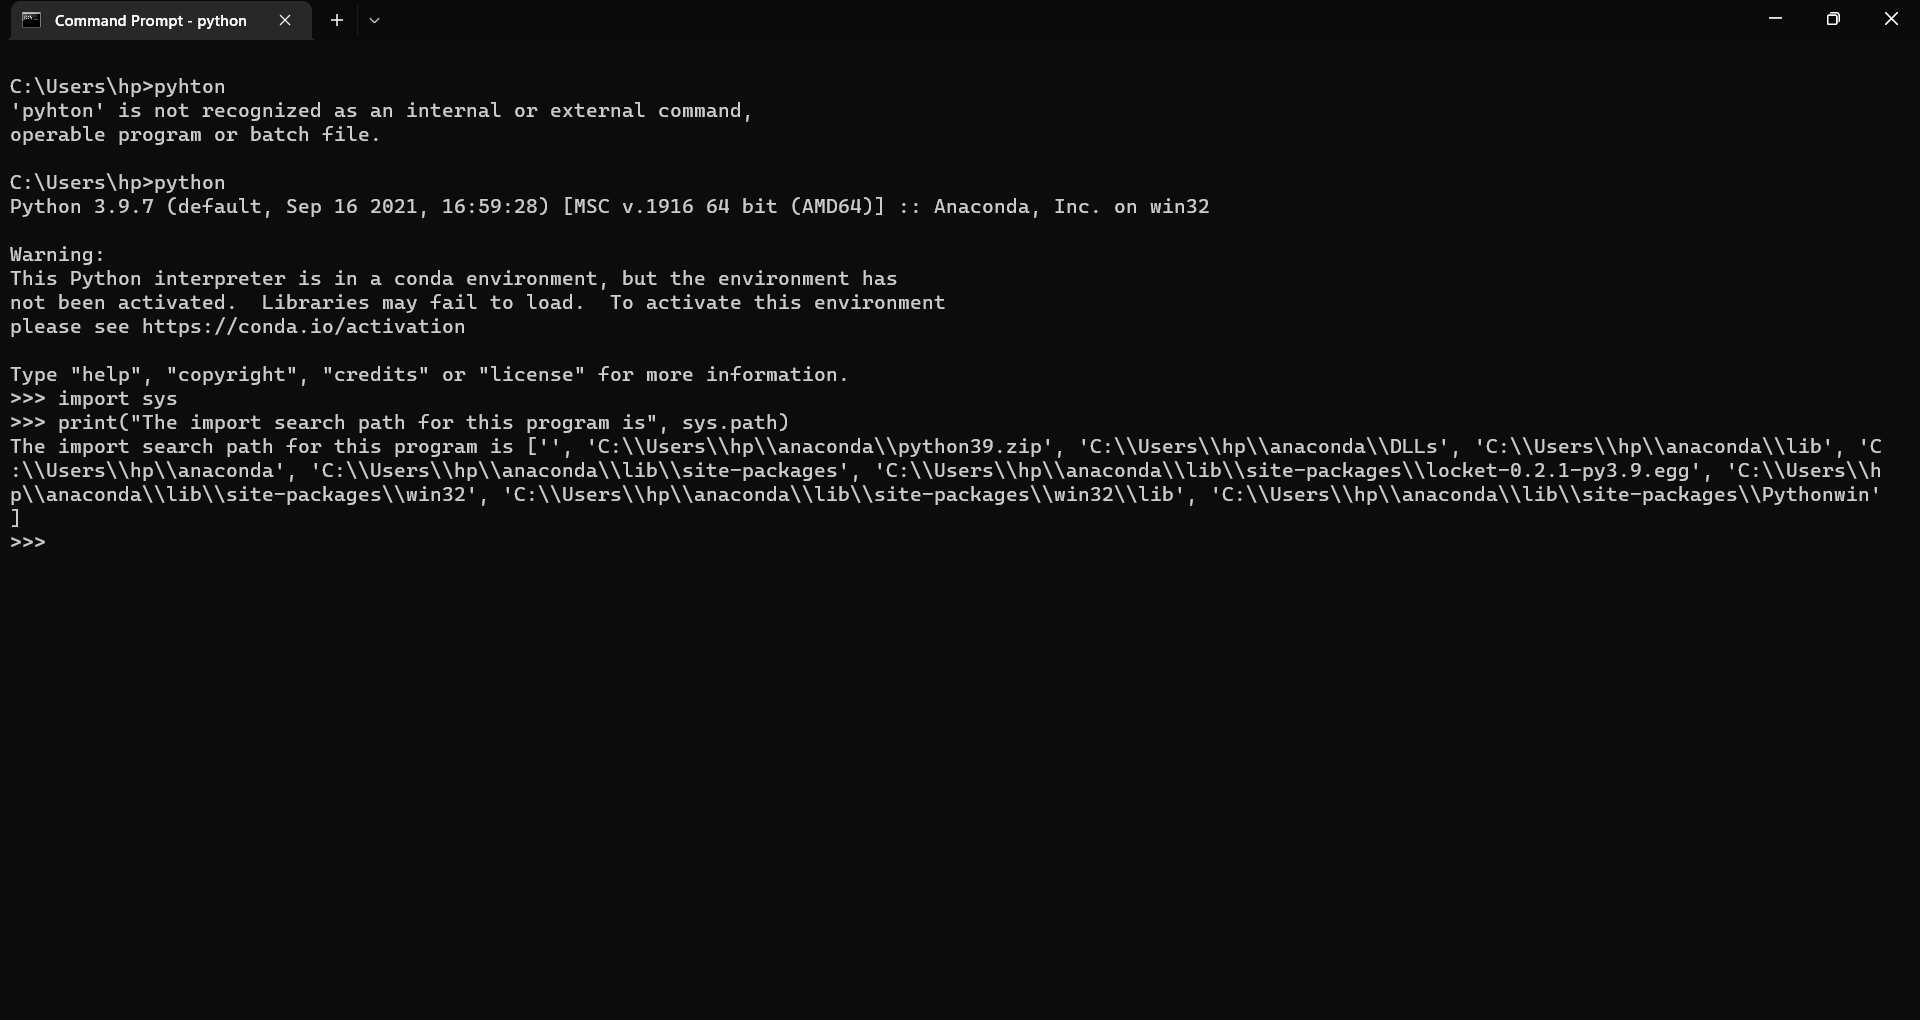 Command Prompt - python
C:\Users\hp>pyhton
'pyhton' is not recognized as an internal or external command,
operable program or batch file.
C:\Users\hp>python
Python 3.9.7 (default, Sep 16 2021, 16:59:28) [MSC v.1916 64 bit (AMD64)] :: Anaconda, Inc. on win32
Warning:
This Python interpreter is in a conda environment, but the environment has
not been activated.  Libraries may fail to load.  To activate this environment
please see https://conda.io/activation
Type "help", "copyright", "credits" or "license" for more information.
>>> import sys
>>> print("The import search path for this program is", sys.path)
The import search path for this program is ['', 'C:\\Users\\hp\\anaconda\\python39.zip', 'C:\\Users\\hp\\anaconda\\DLLs', 'C:\\Users\\hp\\anaconda\\lib', 'C
:\\Users\\hp\\anaconda', 'C:\\Users\\hp\\anaconda\\lib\\site-packages', 'C:\\Users\\hp\\anaconda\\lib\\site-packages\\locket-0.2.1-py3.9.egg', 'C:\\Users\\h
p\\anaconda\\lib\\site-packages\\win32', 'C:\\Users\\hp\\anaconda\\lib\\site-packages\\win32\\lib', 'C:\\Users\\hp\\anaconda\\lib\\site-packages\\Pythonwin'
]
>>>